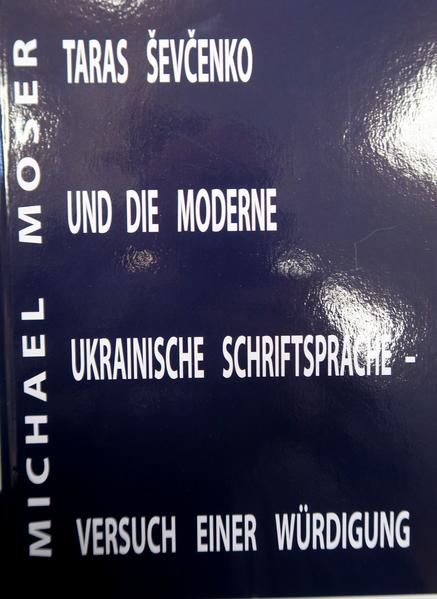 MICHAEL MOSER
TARAS ŠEVČENKO
UND DIE MODERNE
UKRAINISCHE SCHRIFTSPRACHE –
VERSUCH EINER WÜRDIGUNG